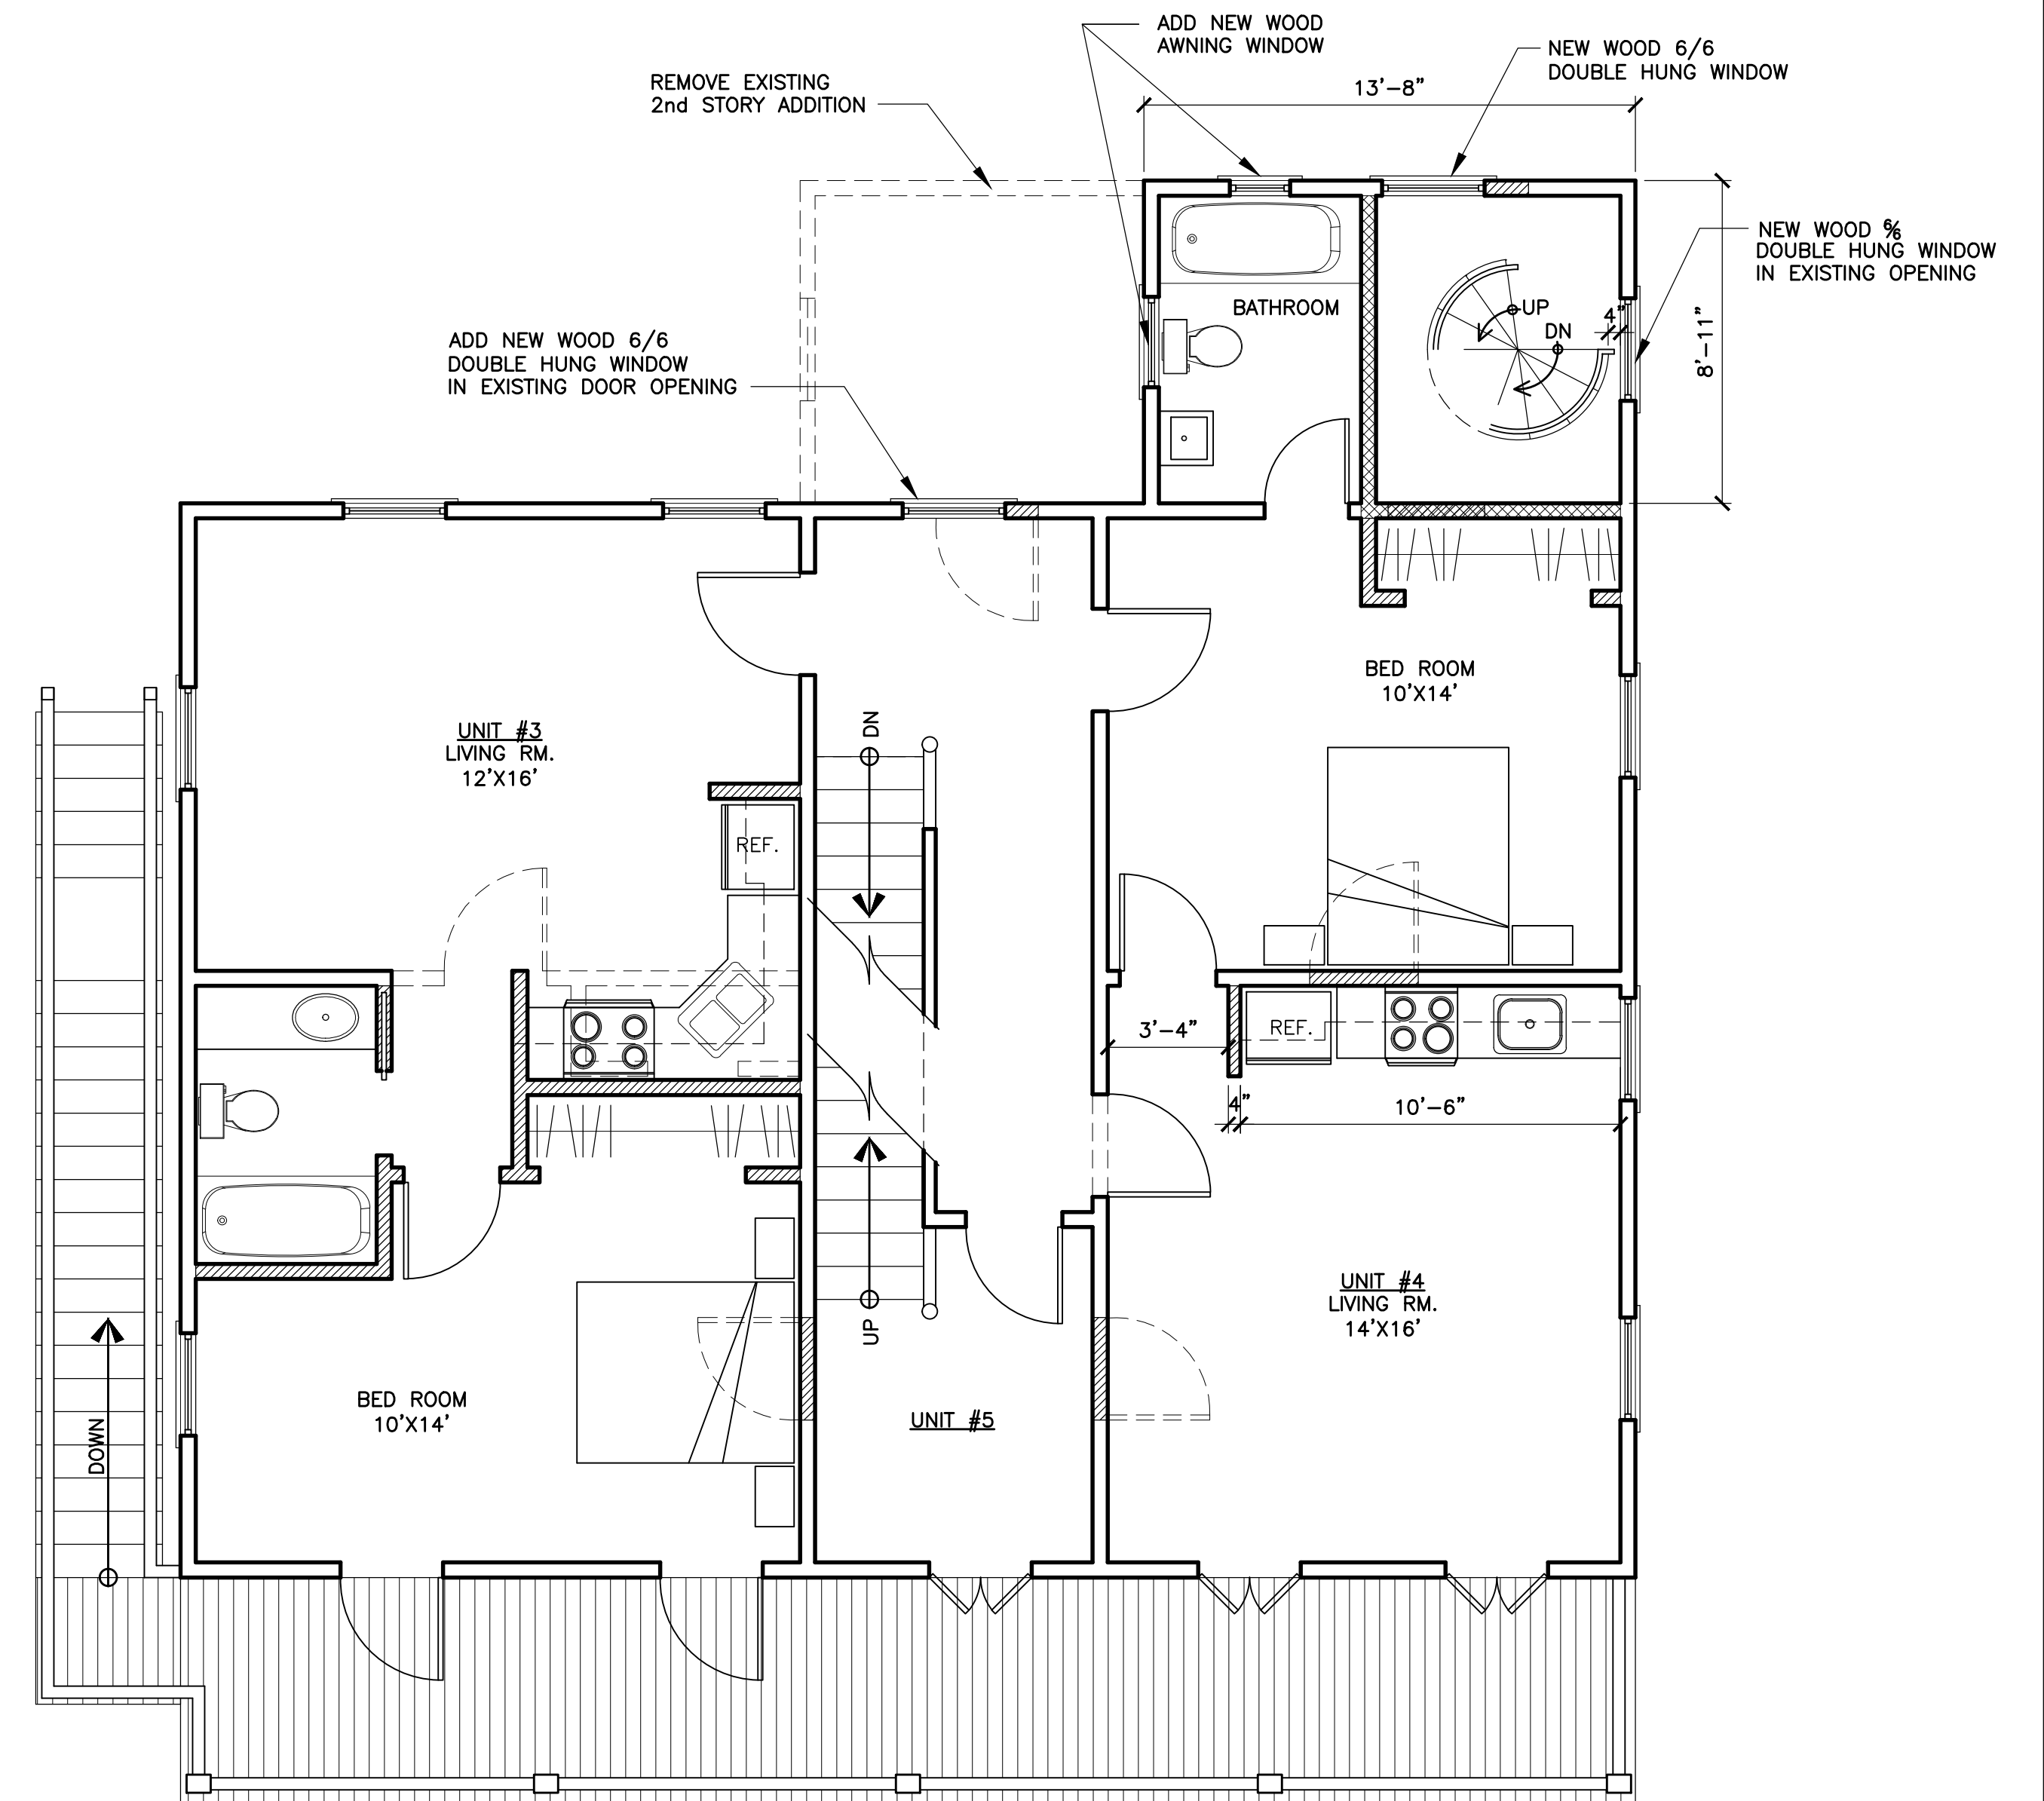 ADD NEW WOOD
AWNING WINDOW
NEW WOOD 6/6
DOUBLE HUNG WINDOW
REMOVE EXISTING
2nd STORY ADDITION
13'-8"
NEW WOOD 6/6
DOUBLE HUNG WINDOW
IN EXISTING OPENING
8'-11"
BATHROOM
UP
DN
4"
ADD NEW WOOD 6/6
DOUBLE HUNG WINDOW
IN EXISTING DOOR OPENING
BED ROOM
10'X14'
UNIT #3
LIVING RM.
12'X16'
DN
REF.
3'-4"
REF.
4"
10'-6"
UNIT #4
LIVING RM.
14'X16'
UP
BED ROOM
10'X14'
UNIT #5
DOWN